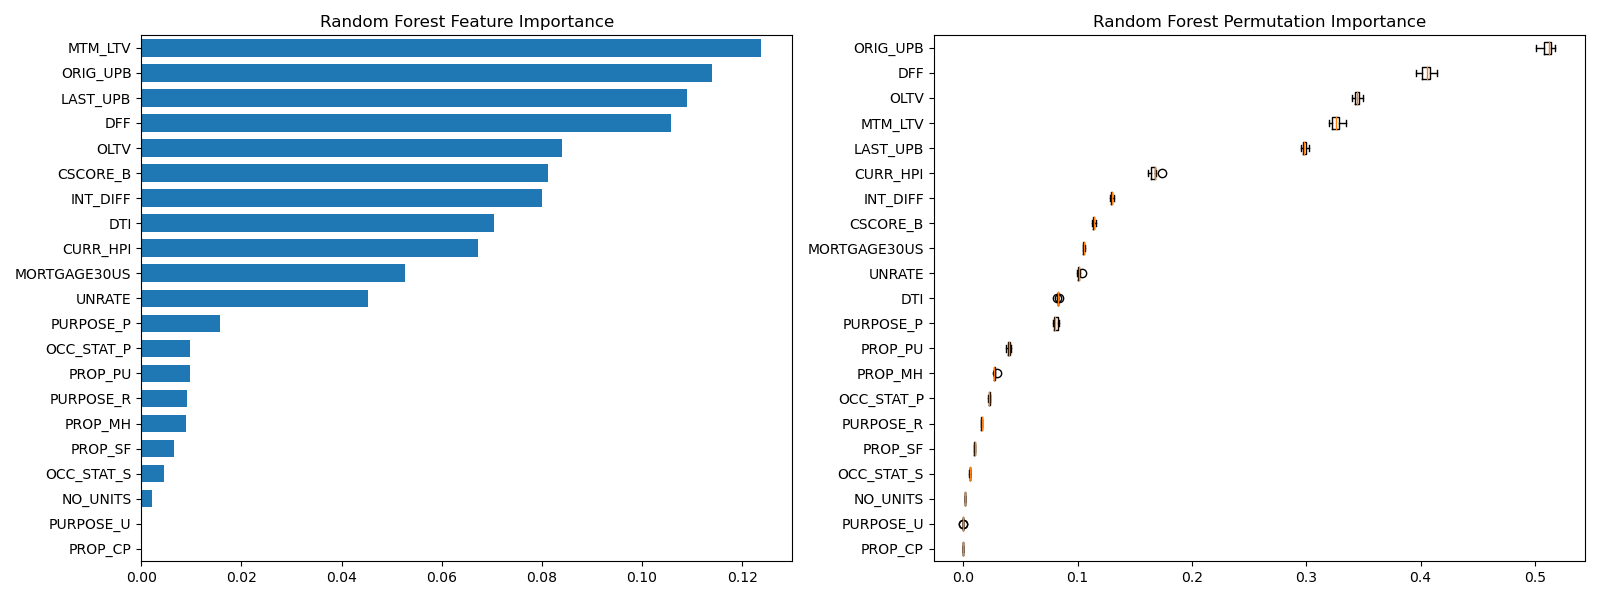 Random Forest Feature Importance
MTM_LTV
ORIG_UPB
LAST_UPB
DFF
OLTV
CSCORE_B
INT_DIFF
DTI
CURR_HPI
MORTGAGE30US
UNRATE
PURPOSE_P
OCC_STAT_P
PROP_PU
PURPOSE_R
PROP_MH
PROP_SF
OCC_STAT_S
NO_UNITS
PURPOSE_U
PROP_CP
0.00 0.02 0.04 0.06 0.08 0.10 0.12
Random Forest Permutation Importance
ORIG_UPB
DFF
OLTV
MTM_LTV
LAST_UPB
CURR_HPI
INT_DIFF
CSCORE_B
MORTGAGE30US
UNRATE
DTI
PURPOSE_P
PROP_PU
PROP_MH
OCC_STAT_P
PURPOSE_R
PROP_SF
OCC_STAT_S
NO_UNITS
PURPOSE_U
PROP_CP
0.0 0.1 0.2 0.3 0.4 0.5